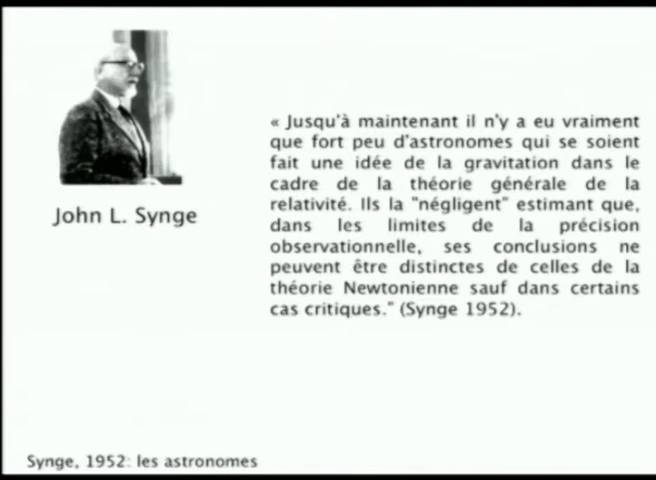 « Jusqu'à maintenant il n'y a eu vraiment
que fort peu d'astronomes qui se soient
fait une idée de la gravitation dans le
cadre de la théorie générale de la
relativité. Ils la "négligent" estimant que,
dans les limites de la précision
observationnelle, ses conclusions ne
peuvent être distinctes de celles de la
théorie Newtonienne sauf dans certains
cas critiques." (Synge 1952).
John L. Synge
Synge, 1952: les astronomes